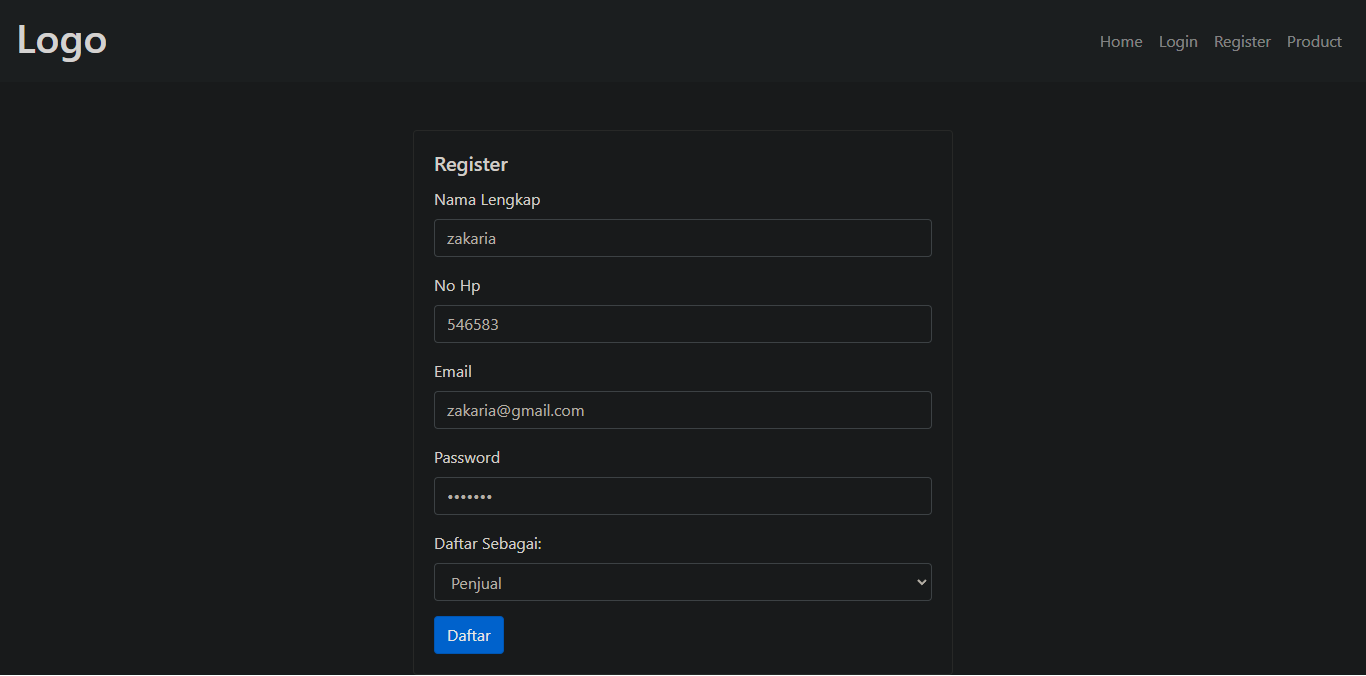 Logo
Home Login Register Product
Register
Nama Lengkap
zakaria
No Hp
546583
Email
zakaria@gmail.com
Password
•••••••
Daftar Sebagai:
Penjual
Daftar